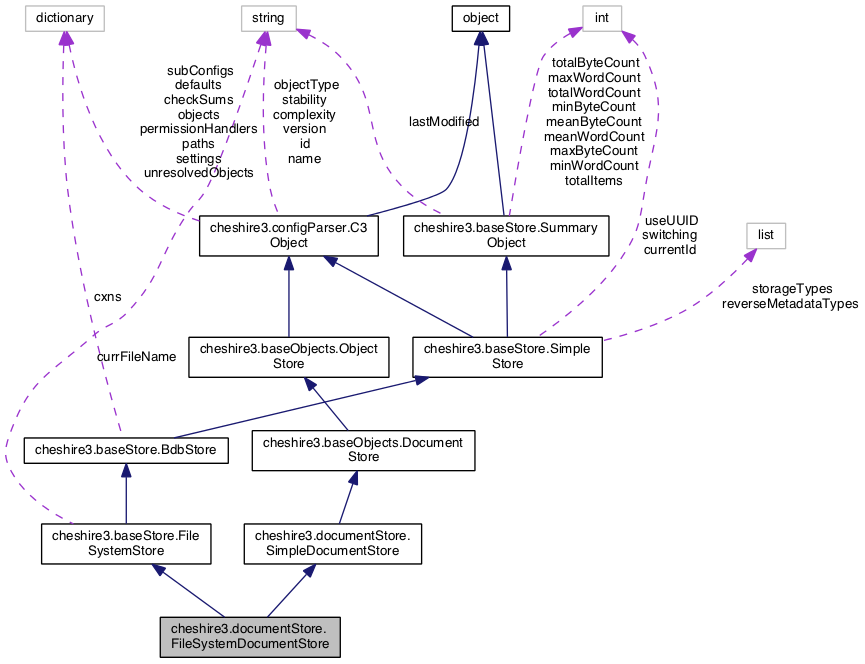 dictionary
string
object
int
subConfigs
defaults
checkSums
objects
permissionHandlers
paths
settings
unresolvedObjects
objectType
stability
complexity
version
id
name
lastModified
totalByteCount
maxWordCount
totalWordCount
minByteCount
meanByteCount
meanWordCount
maxByteCount
minWordCount
totalItems
cheshire3.configParser.C3
Object
cheshire3.baseStore.Summary
Object
useUUID
switching
currentId
list
cxns
storageTypes
reverseMetadataTypes
currFileName
cheshire3.baseObjects.Object
Store
cheshire3.baseStore.Simple
Store
cheshire3.baseStore.BdbStore
cheshire3.baseObjects.Document
Store
cheshire3.baseStore.File
SystemStore
cheshire3.documentStore.
SimpleDocumentStore
cheshire3.documentStore.
FileSystemDocumentStore